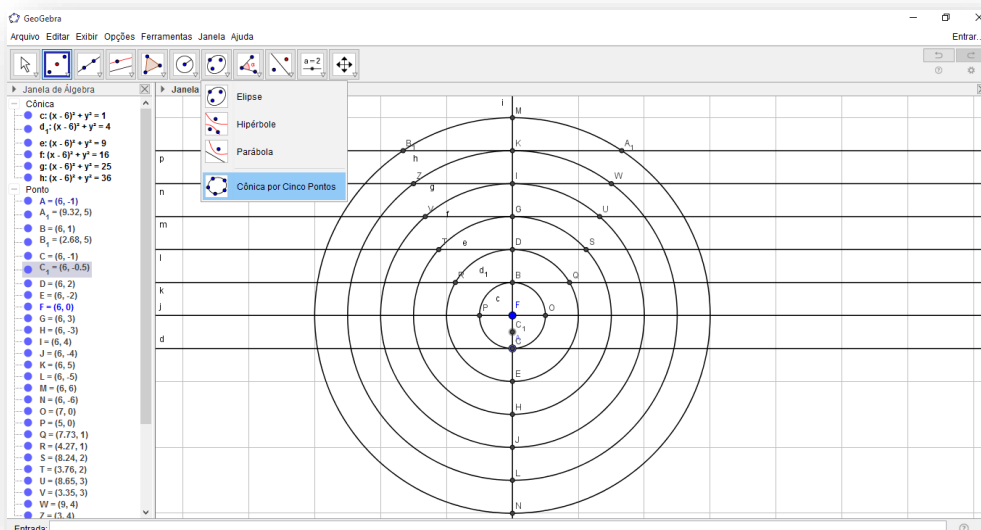 GeoGebra
Arquivo Editar Exibir Opções Ferramentas Janela Ajuda
Entrar...
a=2
Janela de Álgebra
Janela
Cônica
c: (x - 6)² + y² = 1
d₁: (x - 6)² + y² = 4
e: (x - 6)² + y² = 9
f: (x - 6)² + y² = 16
g: (x - 6)² + y² = 25
h: (x - 6)² + y² = 36
Ponto
A = (6, -1)
A₁ = (9.32, 5)
B = (6, 1)
B₁ = (2.68, 5)
C = (6, -1)
C₁ = (6, -0.5)
D = (6, 2)
E = (6, -2)
F = (6, 0)
G = (6, 3)
H = (6, -3)
I = (6, 4)
J = (6, -4)
K = (6, 5)
L = (6, -5)
M = (6, 6)
N = (6, -6)
O = (7, 0)
P = (5, 0)
Q = (7.73, 1)
R = (4.27, 1)
S = (8.24, 2)
T = (3.76, 2)
U = (8.65, 3)
V = (3.35, 3)
W = (9, 4)
Z = (3, 4)
Elipse
Hipérbole
Parábola
Cônica por Cinco Pontos
i
M
B₁
K
A₁
p
h
Z
I
W
n
g
V
G
U
m
f
T
D
S
l
e
R
d₁
B
Q
k
c
j
P
F
O
C₁
d
C
E
H
J
L
N
Entrada: